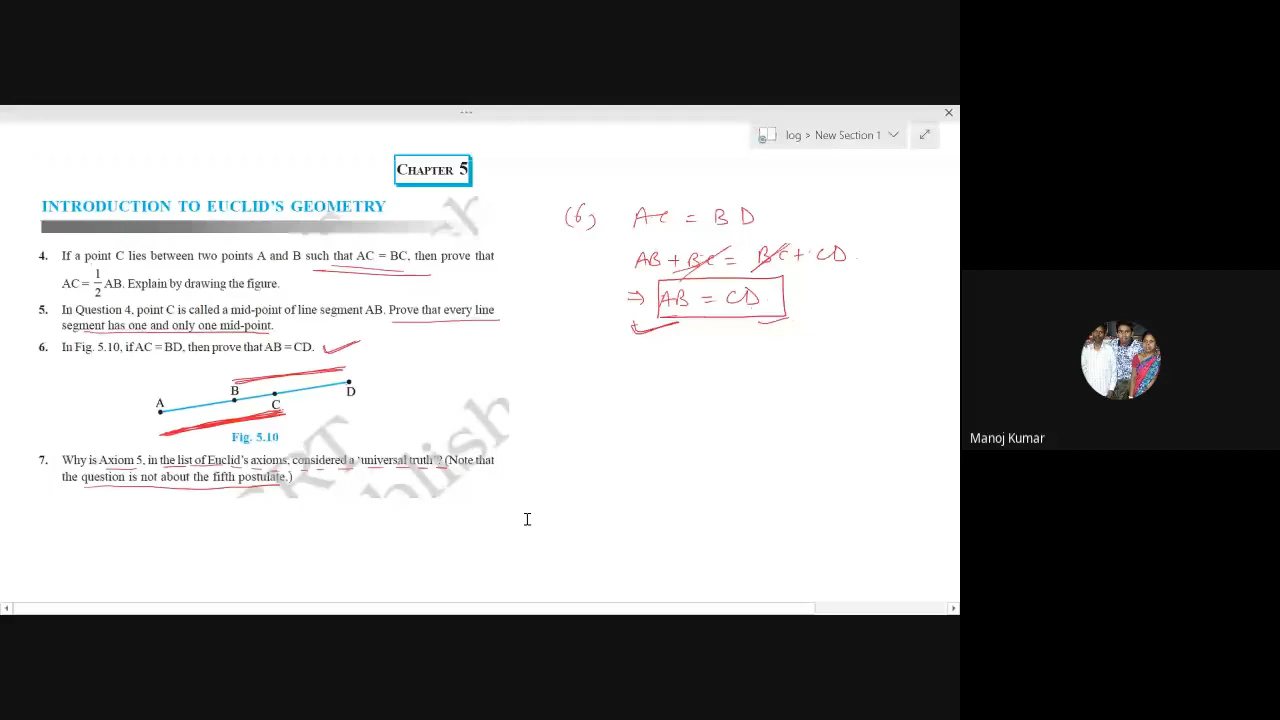 log > New Section 1
CHAPTER 5
INTRODUCTION TO EUCLID'S GEOMETRY
4. If a point C lies between two points A and B such that AC = BC, then prove that
AC = 1/2 AB. Explain by drawing the figure.
5. In Question 4, point C is called a mid-point of line segment AB. Prove that every line
segment has one and only one mid-point.
6. In Fig. 5.10, if AC = BD, then prove that AB = CD.
A B C D
Fig. 5.10
7. Why is Axiom 5, in the list of Euclid's axioms, considered a 'universal truth'? (Note that
the question is not about the fifth postulate.)
(6) AC = BD
AB + BC = BC + CD
⇒ AB = CD
Manoj Kumar